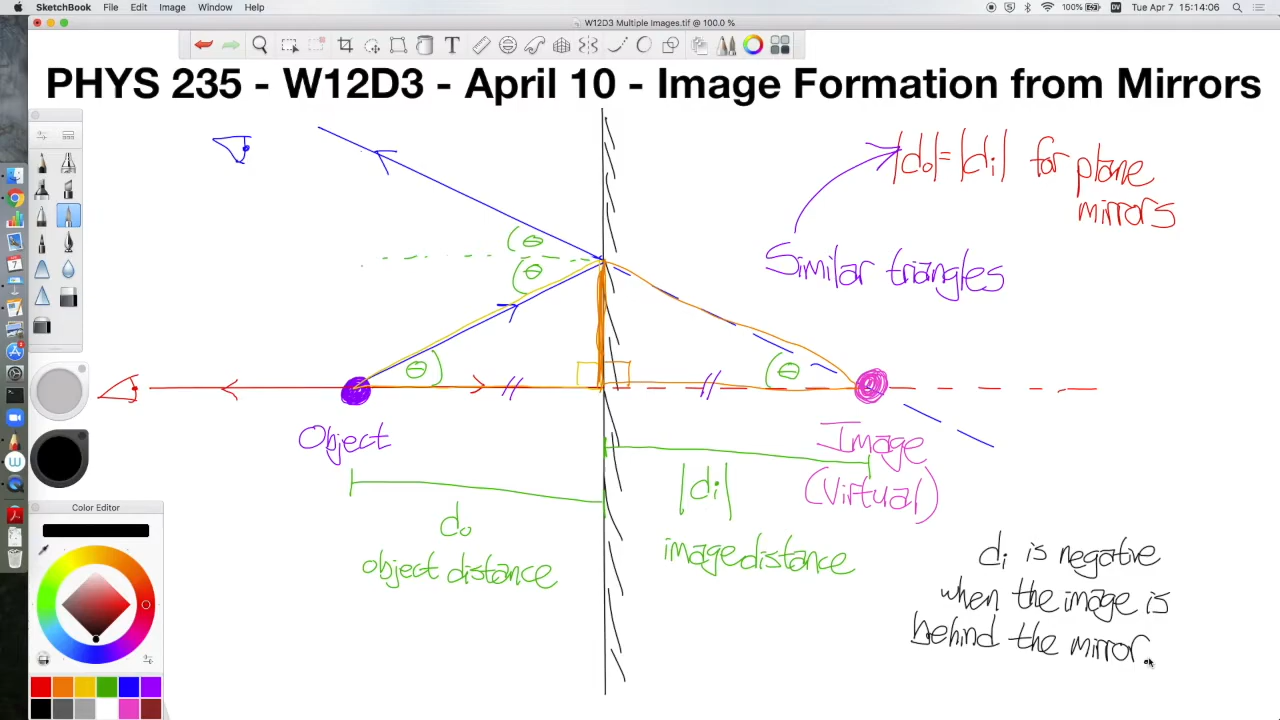 SketchBook File Edit Image Window Help
100% DV Tue Apr 7 15:14:06
W12D3 Multiple Images.tif @ 100.0 %
T
PHYS 235 - W12D3 - April 10 - Image Formation from Mirrors
|do|=|di| for plane
mirrors
Similar triangles
θ
θ
θ
θ
Object
Image
(Virtual)
do
object distance
|di|
image distance
di is negative
when the image is
behind the mirror.
Color Editor